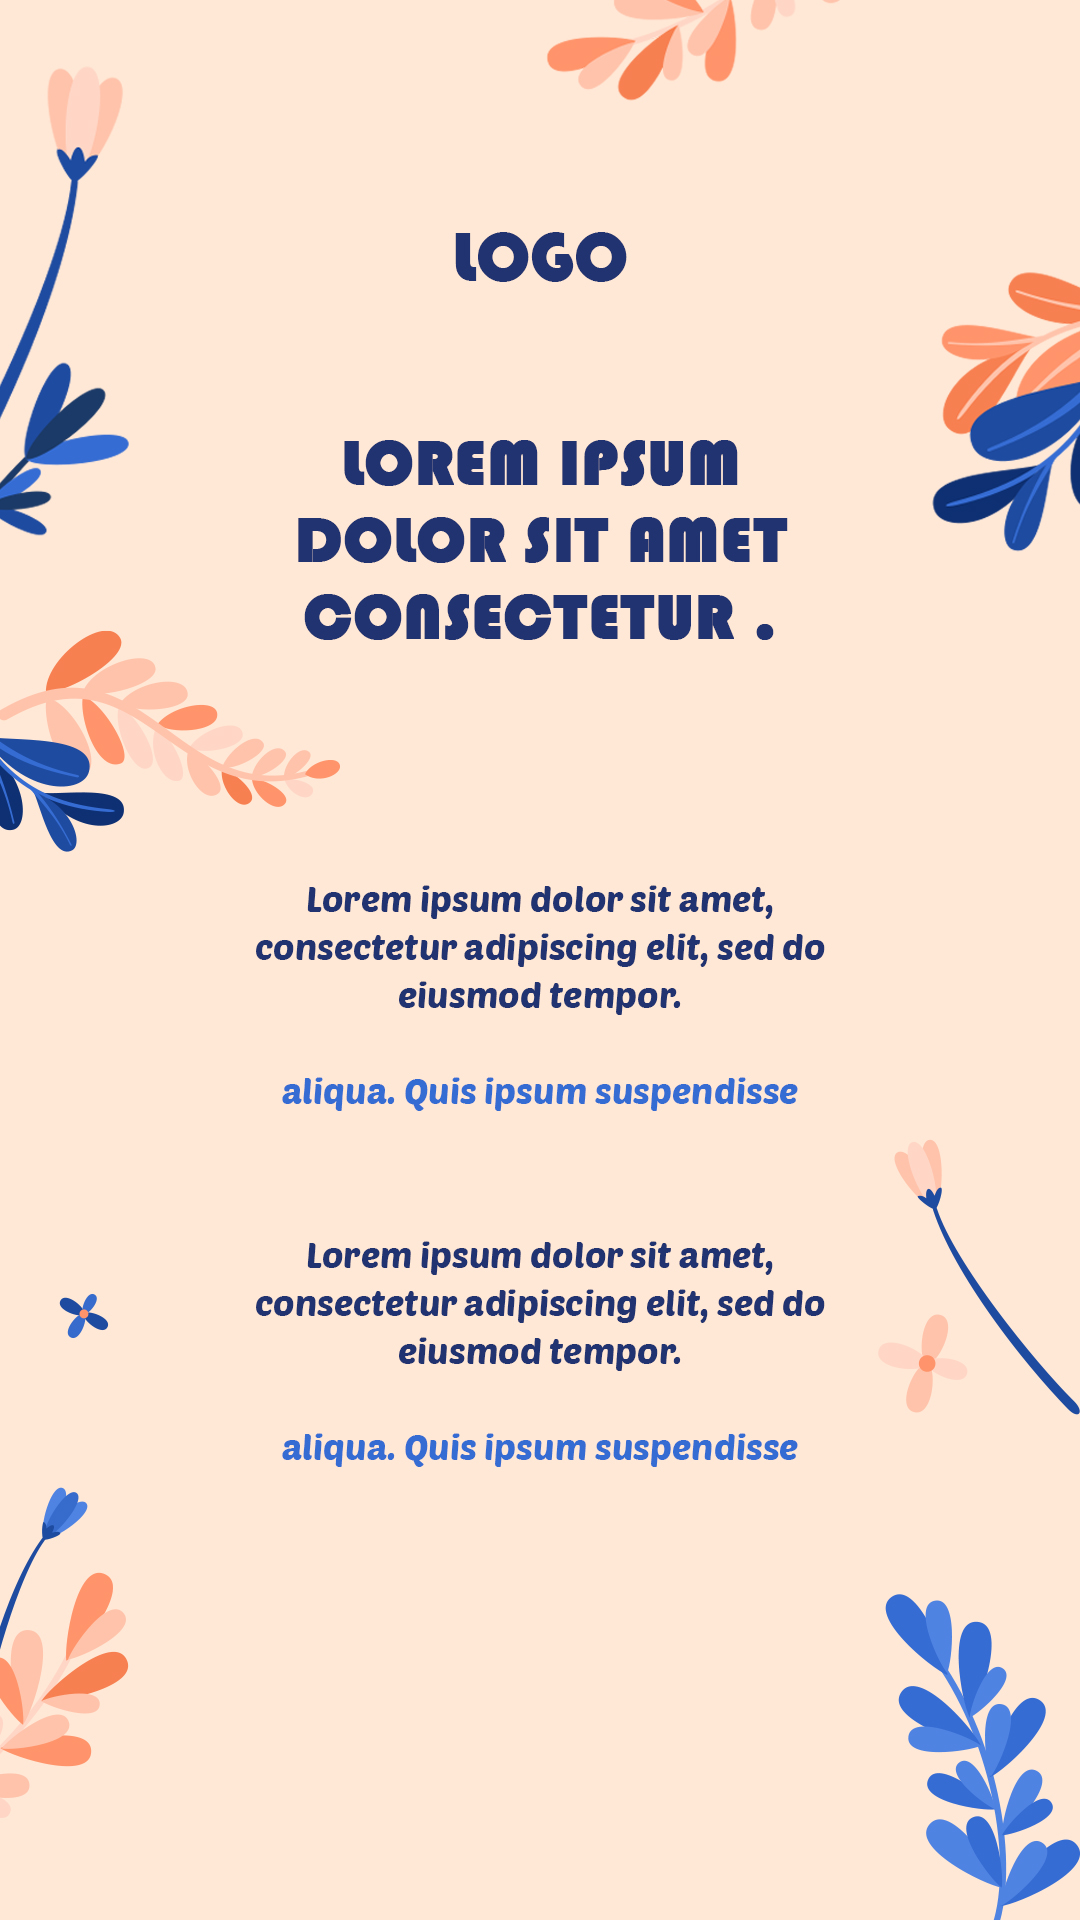 LOGO
LOREM IPSUM
DOLOR SIT AMET
CONSECTETUR .
Lorem ipsum dolor sit amet,
consectetur adipiscing elit, sed do
eiusmod tempor.
aliqua. Quis ipsum suspendisse
Lorem ipsum dolor sit amet,
consectetur adipiscing elit, sed do
eiusmod tempor.
aliqua. Quis ipsum suspendisse